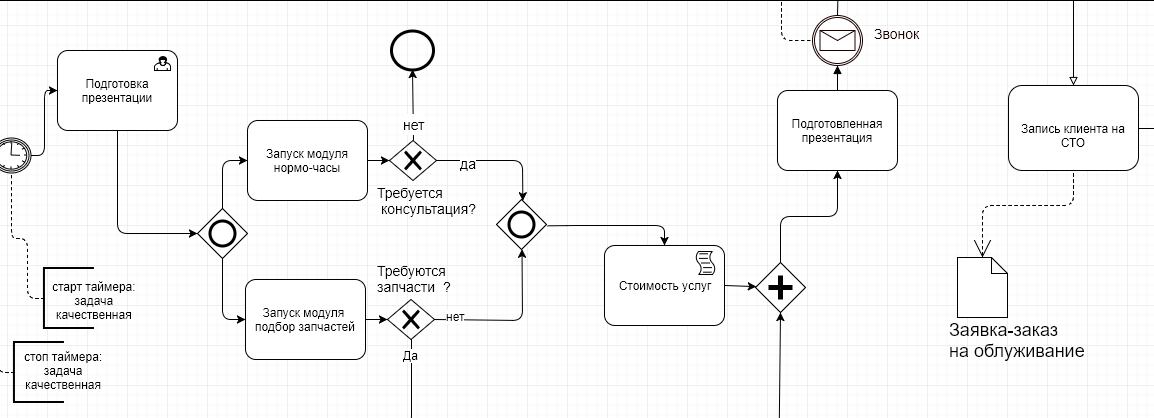 Звонок
Подготовка
презентации
Запуск модуля
нормо-часы
нет
да
Требуется
консультация?
Подготовленная
презентация
Запись клиента на
СТО
старт таймера:
задача
качественная
Требуются
запчасти ?
Запуск модуля
подбор запчастей
нет
Да
Стоимость услуг
Заявка-заказ
на облуживание
стоп таймера:
задача
качественная